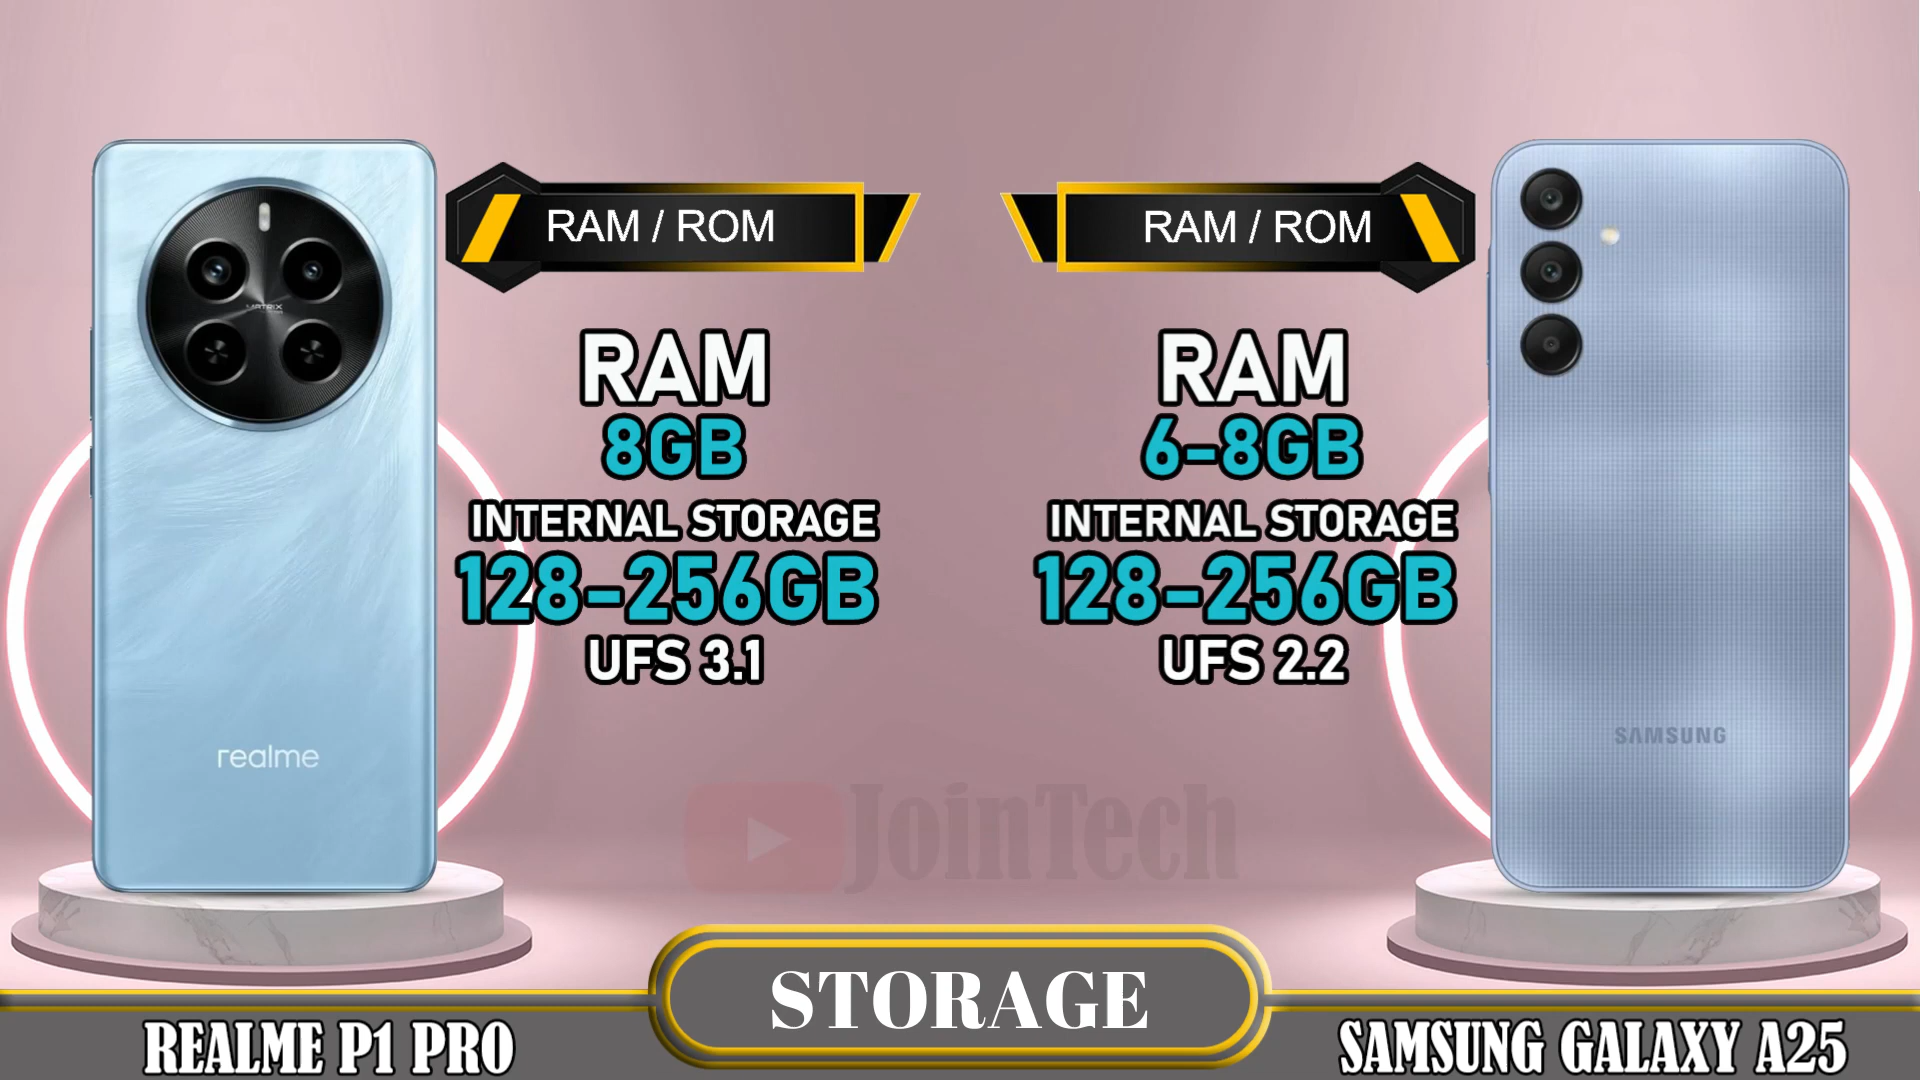 RAM / ROM
RAM
8GB
INTERNAL STORAGE
128-256GB
UFS 3.1
RAM / ROM
RAM
6-8GB
INTERNAL STORAGE
128-256GB
UFS 2.2
MATRIX
realme
SAMSUNG
JoinTech
STORAGE
REALME P1 PRO
SAMSUNG GALAXY A25